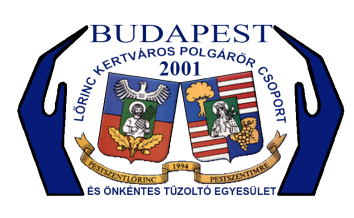 BUDAPEST
LŐRINC KERTVÁROS POLGÁRŐR CSOPORT
2001
PESTSZENTLŐRINC
1994
PESTSZENTIMRE
ÉS ÖNKÉNTES TŰZOLTÓ EGYESÜLET